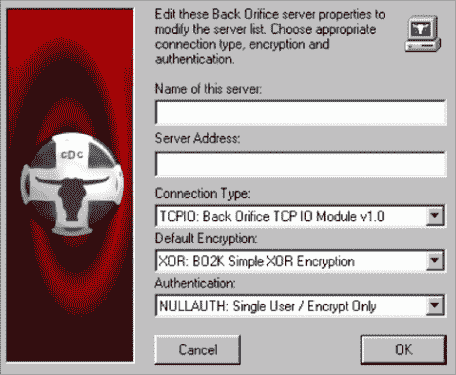 Edit these Back Orifice server properties to
modify the server list. Choose appropriate
connection type, encryption and
authentication.
cDc
Name of this server:
Server Address:
Connection Type:
TCPIO: Back Orifice TCP IO Module v1.0
Default Encryption:
XOR: BO2K Simple XOR Encryption
Authentication:
NULLAUTH: Single User / Encrypt Only
Cancel
OK